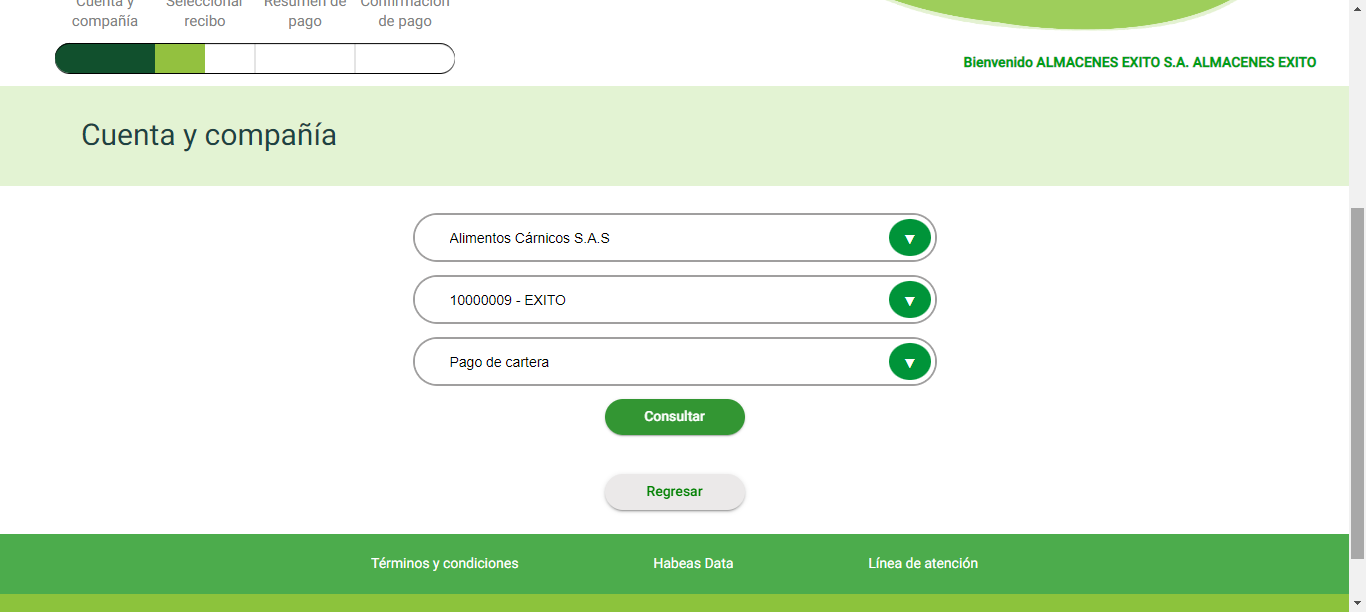 Cuenta y Seleccionar Resumen de Confirmación
compañía recibo pago de pago
Bienvenido ALMACENES EXITO S.A. ALMACENES EXITO
Cuenta y compañía
Alimentos Cárnicos S.A.S
10000009 - EXITO
Pago de cartera
Consultar
Regresar
Términos y condiciones Habeas Data Línea de atención